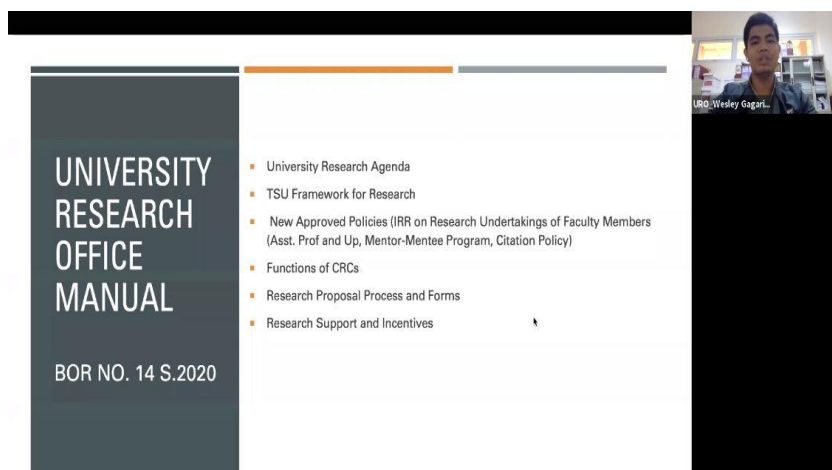 UNIVERSITY
RESEARCH
OFFICE
MANUAL
BOR NO. 14 S.2020
▪ University Research Agenda
▪ TSU Framework for Research
▪ New Approved Policies (IRR on Research Undertakings of Faculty Members
(Asst. Prof and Up, Mentor-Mentee Program, Citation Policy)
▪ Functions of CRCs
▪ Research Proposal Process and Forms
▪ Research Support and Incentives
URO_Wesley Gagari...